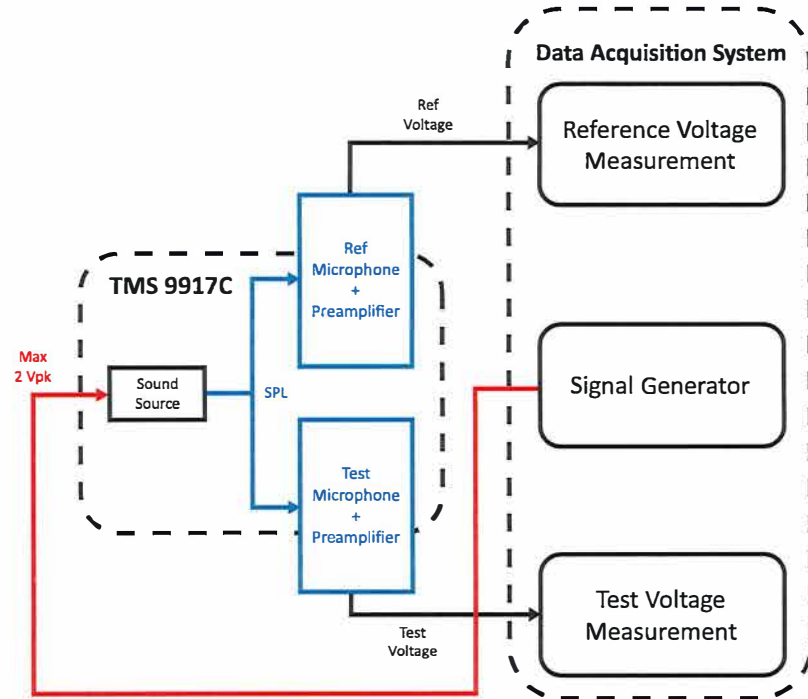 Data Acquisition System
Ref
Voltage
Reference Voltage
Measurement
Ref
Microphone
+
Preamplifier
TMS 9917C
Max
2 Vpk
Sound
Source
SPL
Signal Generator
Test
Microphone
+
Preamplifier
Test
Voltage
Test Voltage
Measurement